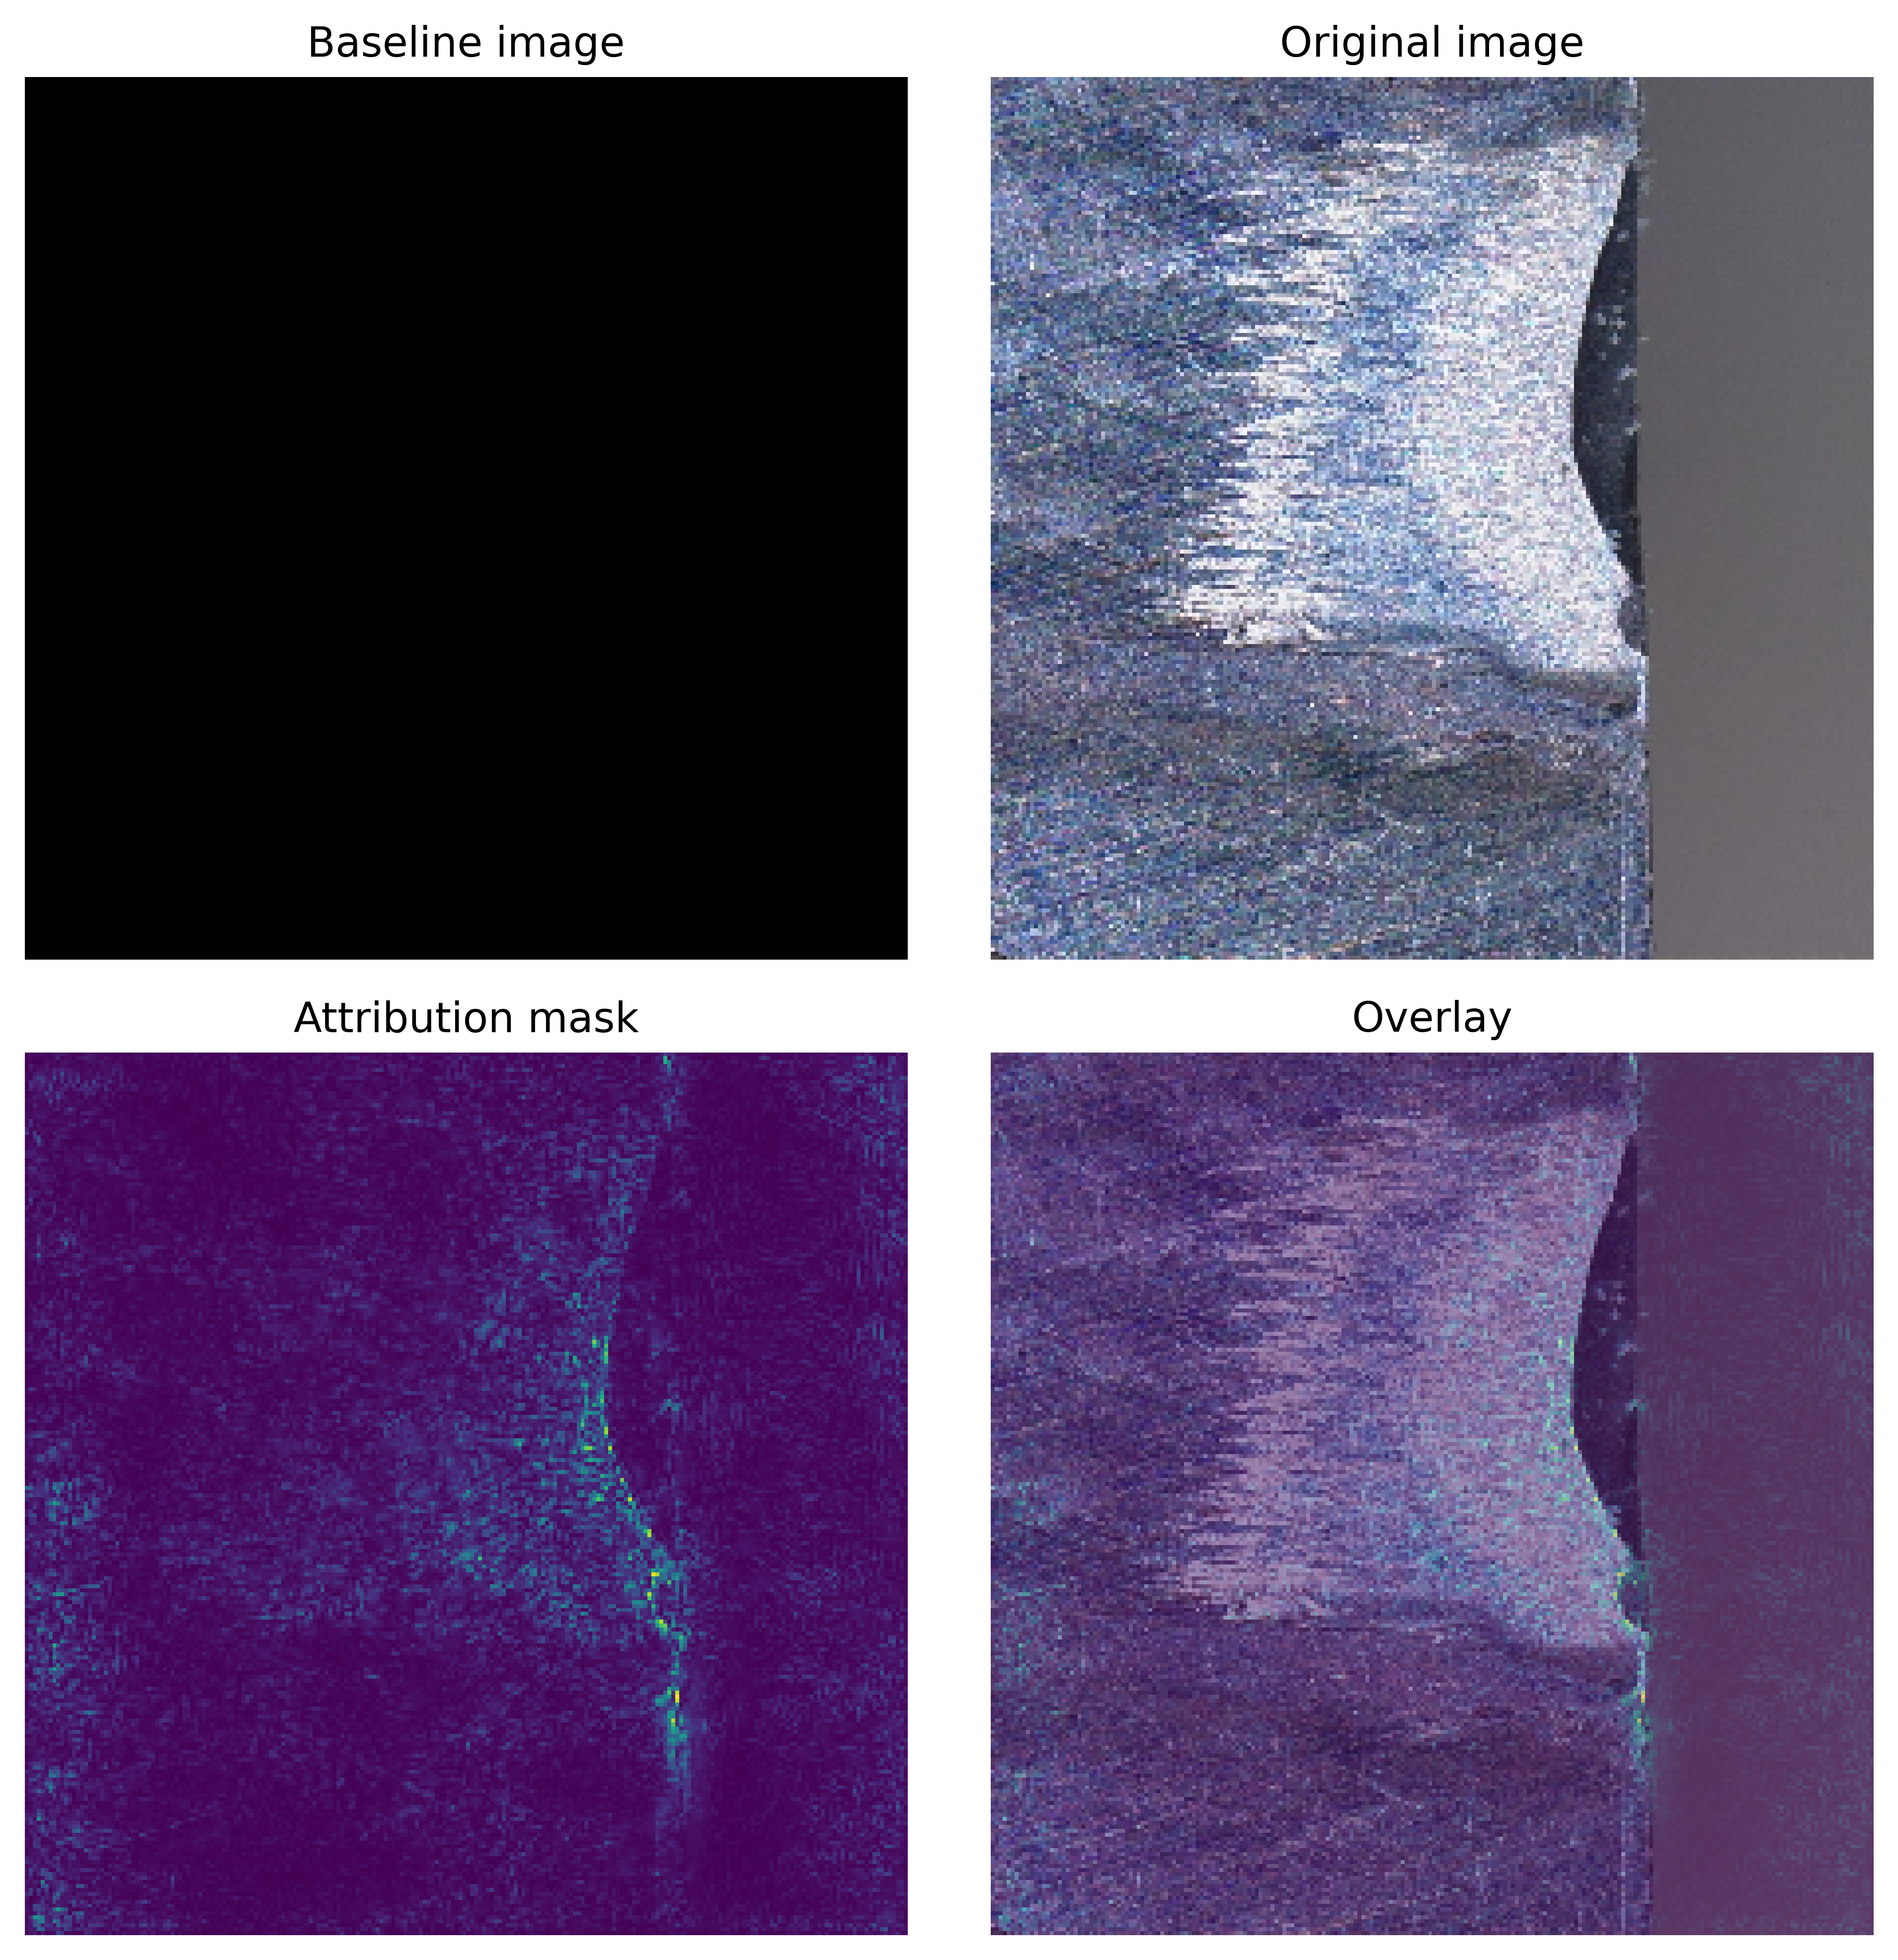 Baseline image
Original image
Attribution mask
Overlay